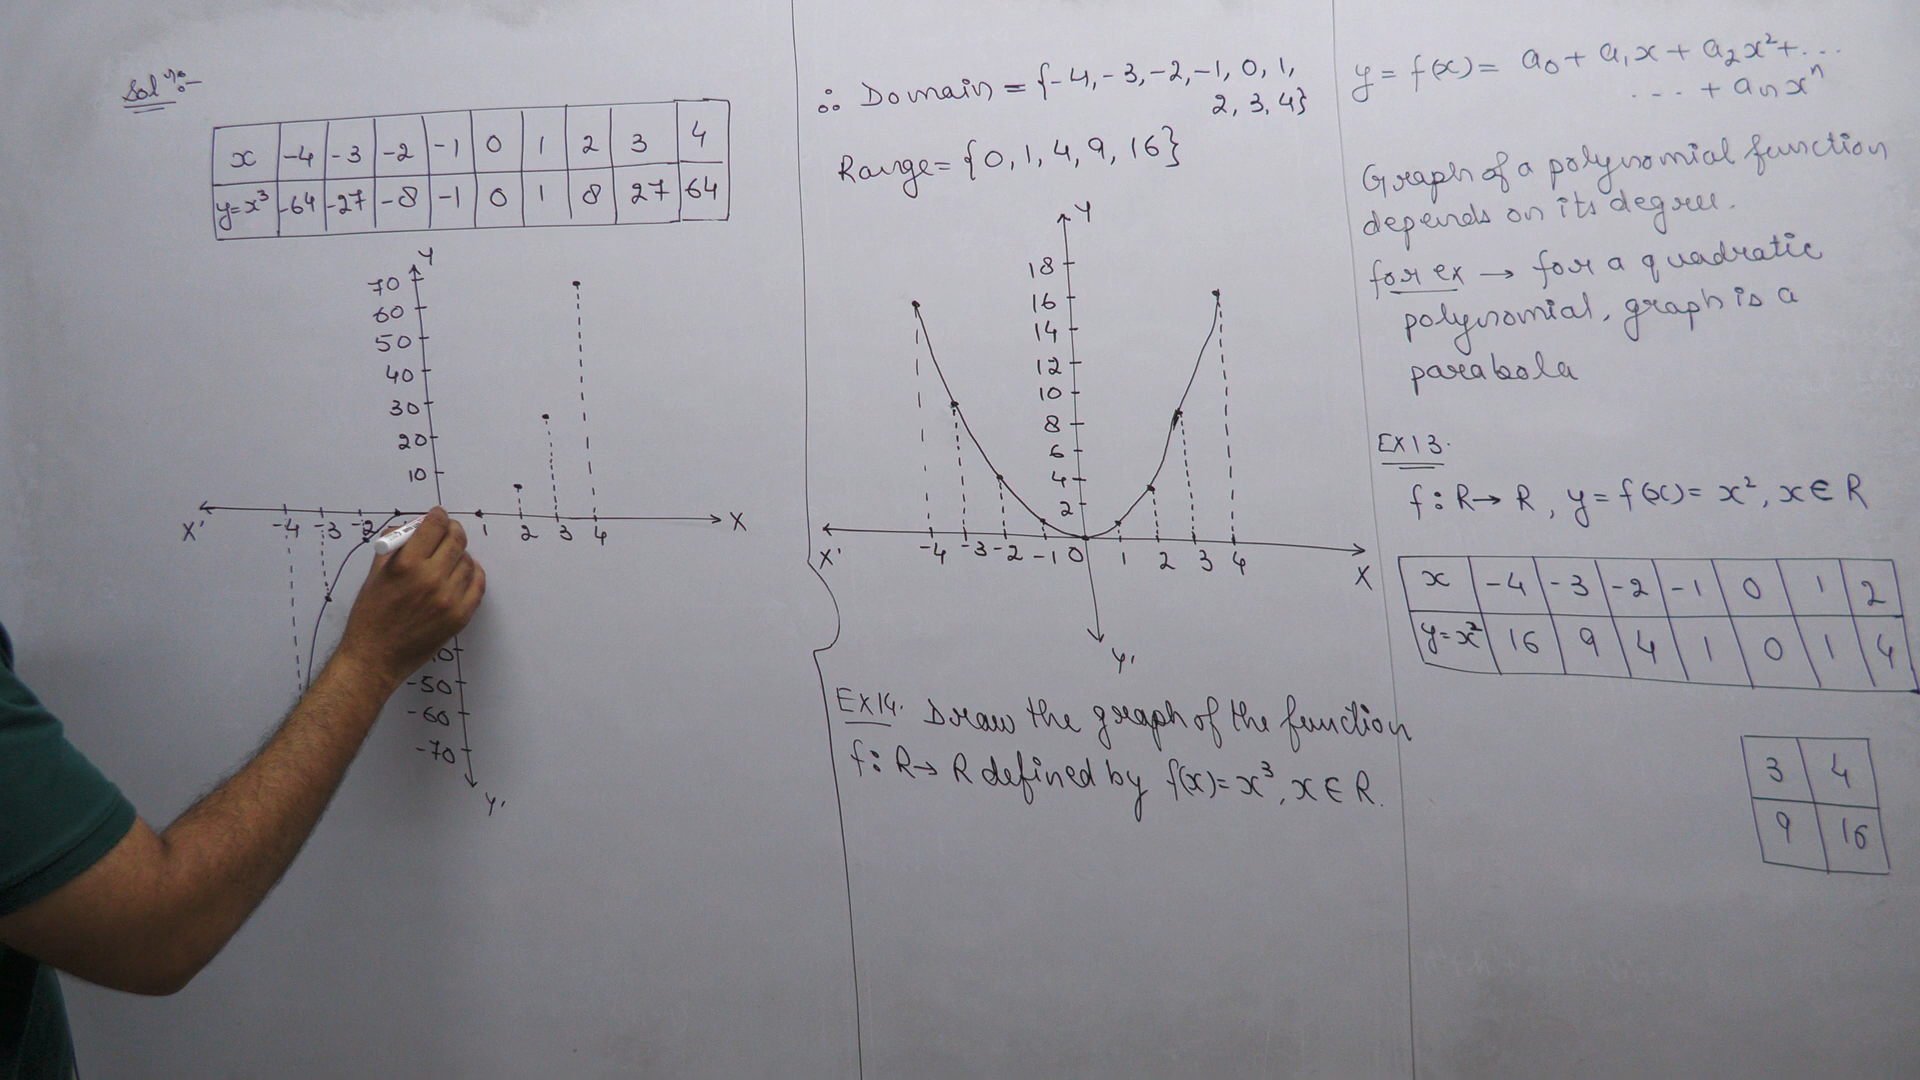 Solⁿ:-
x -4 -3 -2 -1 0 1 2 3 4
y=x³ -64 -27 -8 -1 0 1 8 27 64
Y
70
60
50
40
30
20
10
X' -4 -3 -2 1 2 3 4 X
-50
-60
-70
Y'
∴ Domain = {-4, -3, -2, -1, 0, 1,
2, 3, 4}
Range = {0, 1, 4, 9, 16}
Y
18
16
14
12
10
8
6
4
2
X' -4 -3 -2 -1 0 1 2 3 4 X
Y'
Ex14. Draw the graph of the function
f: R→R defined by f(x)=x³, x∈R.
y = f(x) = a₀ + a₁x + a₂x² + ...
... + aₙxⁿ
Graph of a polynomial function
depends on its degree.
for ex → for a quadratic
polynomial, graph is a
parabola
Ex13.
f: R→R, y = f(x) = x², x∈R
x -4 -3 -2 -1 0 1 2
y=x² 16 9 4 1 0 1 4
3 4
9 16